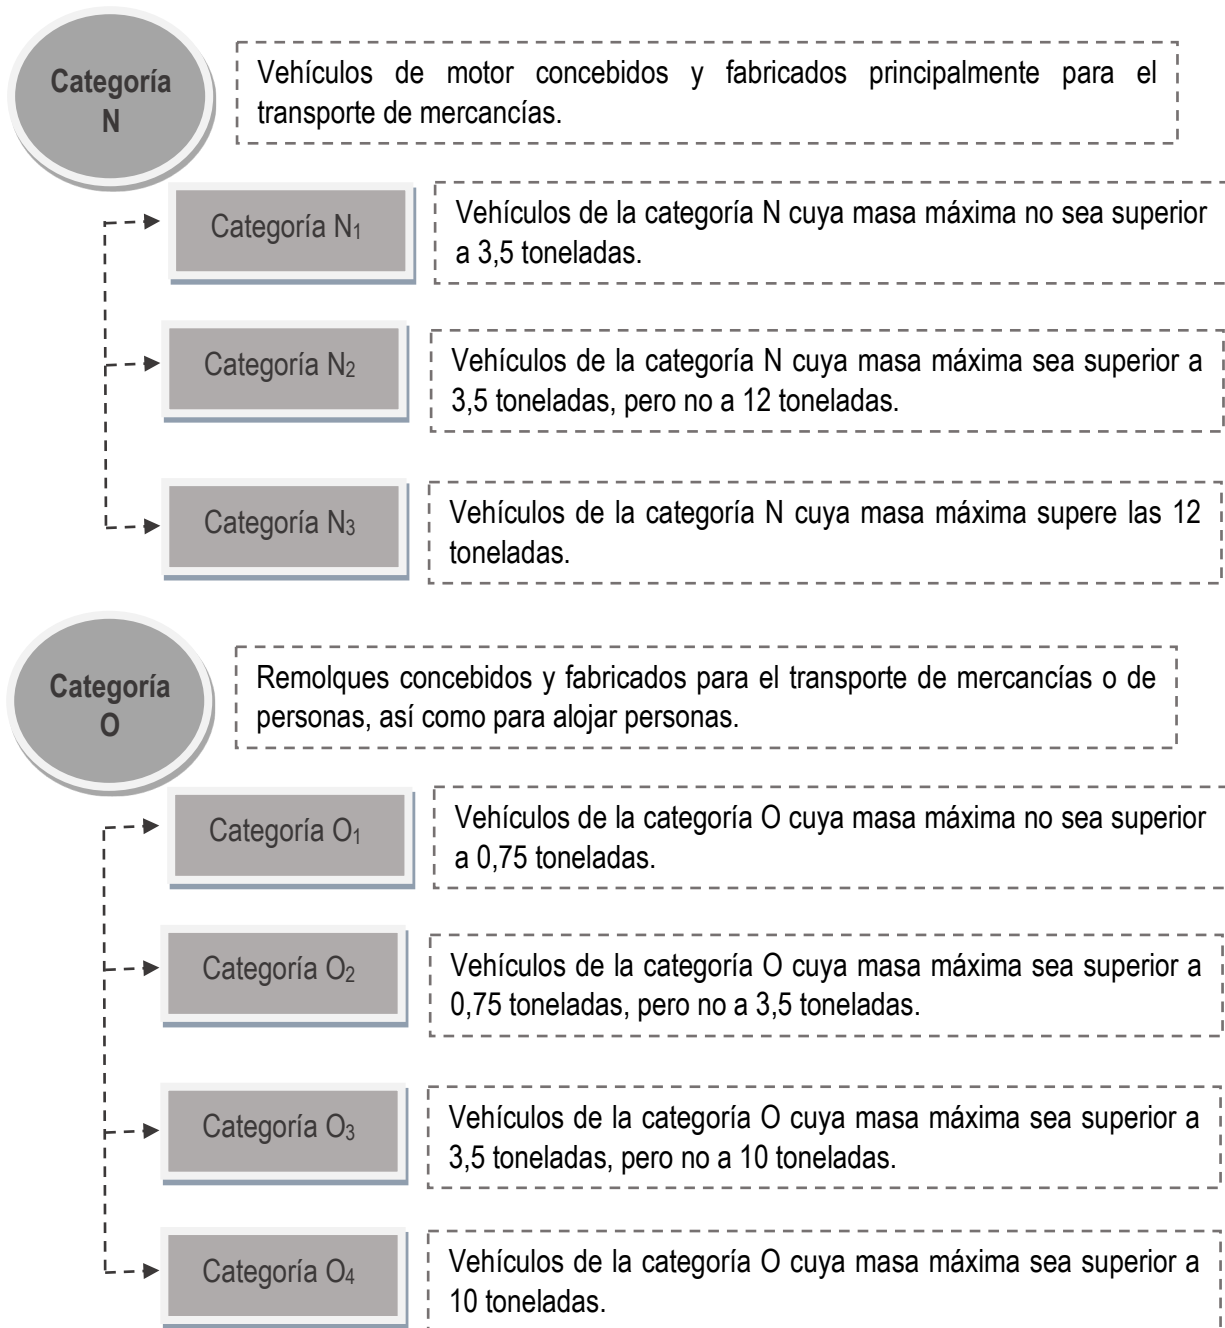 Categoría
N
Vehículos de motor concebidos y fabricados principalmente para el
transporte de mercancías.
Categoría N₁
Vehículos de la categoría N cuya masa máxima no sea superior
a 3,5 toneladas.
Categoría N₂
Vehículos de la categoría N cuya masa máxima sea superior a
3,5 toneladas, pero no a 12 toneladas.
Categoría N₃
Vehículos de la categoría N cuya masa máxima supere las 12
toneladas.
Categoría
O
Remolques concebidos y fabricados para el transporte de mercancías o de
personas, así como para alojar personas.
Categoría O₁
Vehículos de la categoría O cuya masa máxima no sea superior
a 0,75 toneladas.
Categoría O₂
Vehículos de la categoría O cuya masa máxima sea superior a
0,75 toneladas, pero no a 3,5 toneladas.
Categoría O₃
Vehículos de la categoría O cuya masa máxima sea superior a
3,5 toneladas, pero no a 10 toneladas.
Categoría O₄
Vehículos de la categoría O cuya masa máxima sea superior a
10 toneladas.